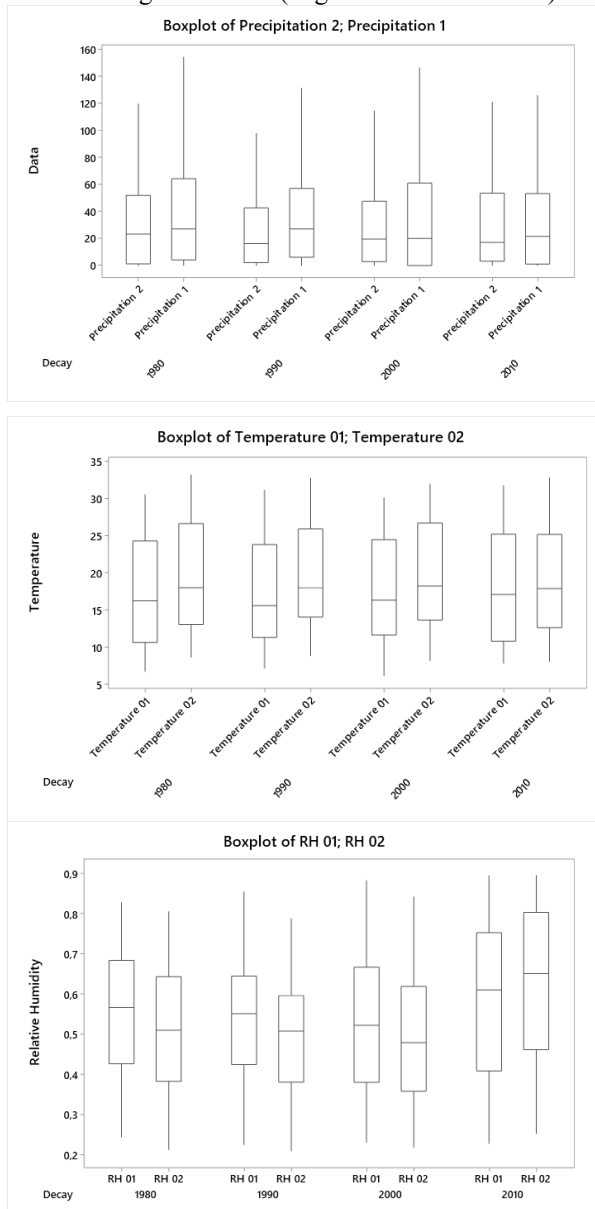 Boxplot of Precipitation 2; Precipitation 1
160
140
120
100
80
60
40
20
0
Data
Precipitation 2 Precipitation 1 Precipitation 2 Precipitation 1 Precipitation 2 Precipitation 1 Precipitation 2 Precipitation 1
Decay 1980 1990 2000 2010
Boxplot of Temperature 01; Temperature 02
35
30
25
20
15
10
5
Temperature
Temperature 01 Temperature 02 Temperature 01 Temperature 02 Temperature 01 Temperature 02 Temperature 01 Temperature 02
Decay 1980 1990 2000 2010
Boxplot of RH 01; RH 02
0,9
0,8
0,7
0,6
0,5
0,4
0,3
0,2
Relative Humidity
RH 01 RH 02 RH 01 RH 02 RH 01 RH 02 RH 01 RH 02
Decay 1980 1990 2000 2010